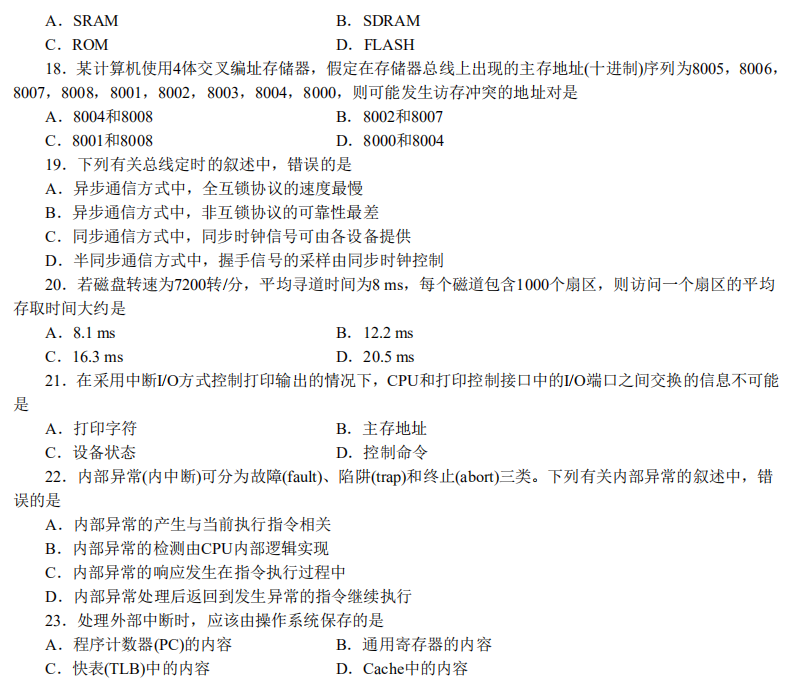 A．SRAM B．SDRAM
C．ROM D．FLASH
18．某计算机使用4体交叉编址存储器，假定在存储器总线上出现的主存地址(十进制)序列为8005，8006，
8007，8008，8001，8002，8003，8004，8000，则可能发生访存冲突的地址对是
A．8004和8008 B．8002和8007
C．8001和8008 D．8000和8004
19．下列有关总线定时的叙述中，错误的是
A．异步通信方式中，全互锁协议的速度最慢
B．异步通信方式中，非互锁协议的可靠性最差
C．同步通信方式中，同步时钟信号可由各设备提供
D．半同步通信方式中，握手信号的采样由同步时钟控制
20．若磁盘转速为7200转/分，平均寻道时间为8 ms，每个磁道包含1000个扇区，则访问一个扇区的平均
存取时间大约是
A．8.1 ms B．12.2 ms
C．16.3 ms D．20.5 ms
21．在采用中断I/O方式控制打印输出的情况下，CPU和打印控制接口中的I/O端口之间交换的信息不可能
是
A．打印字符 B．主存地址
C．设备状态 D．控制命令
22．内部异常(内中断)可分为故障(fault)、陷阱(trap)和终止(abort)三类。下列有关内部异常的叙述中，错
误的是
A．内部异常的产生与当前执行指令相关
B．内部异常的检测由CPU内部逻辑实现
C．内部异常的响应发生在指令执行过程中
D．内部异常处理后返回到发生异常的指令继续执行
23．处理外部中断时，应该由操作系统保存的是
A．程序计数器(PC)的内容 B．通用寄存器的内容
C．快表(TLB)中的内容 D．Cache中的内容